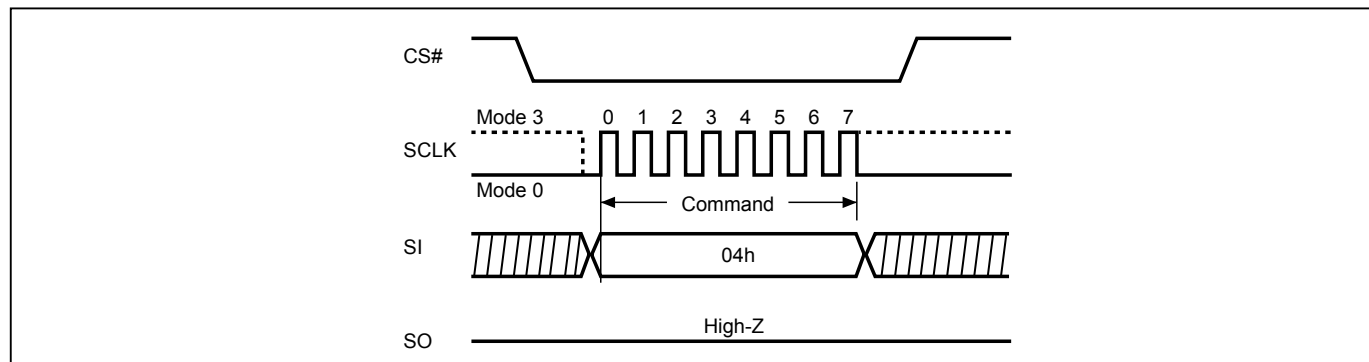 CS#
Mode 3 0 1 2 3 4 5 6 7
SCLK
Mode 0
Command
SI 04h
High-Z
SO